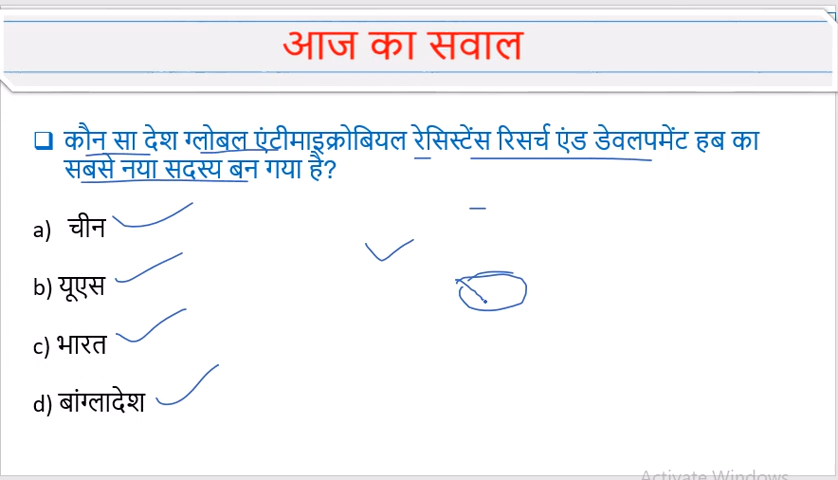 आज का सवाल
❑ कौन सा देश ग्लोबल एंटीमाइक्रोबियल रेसिस्टेंस रिसर्च एंड डेवलपमेंट हब का
सबसे नया सदस्य बन गया है?
a) चीन
b) यूएस
c) भारत
d) बांग्लादेश
Activate Windows